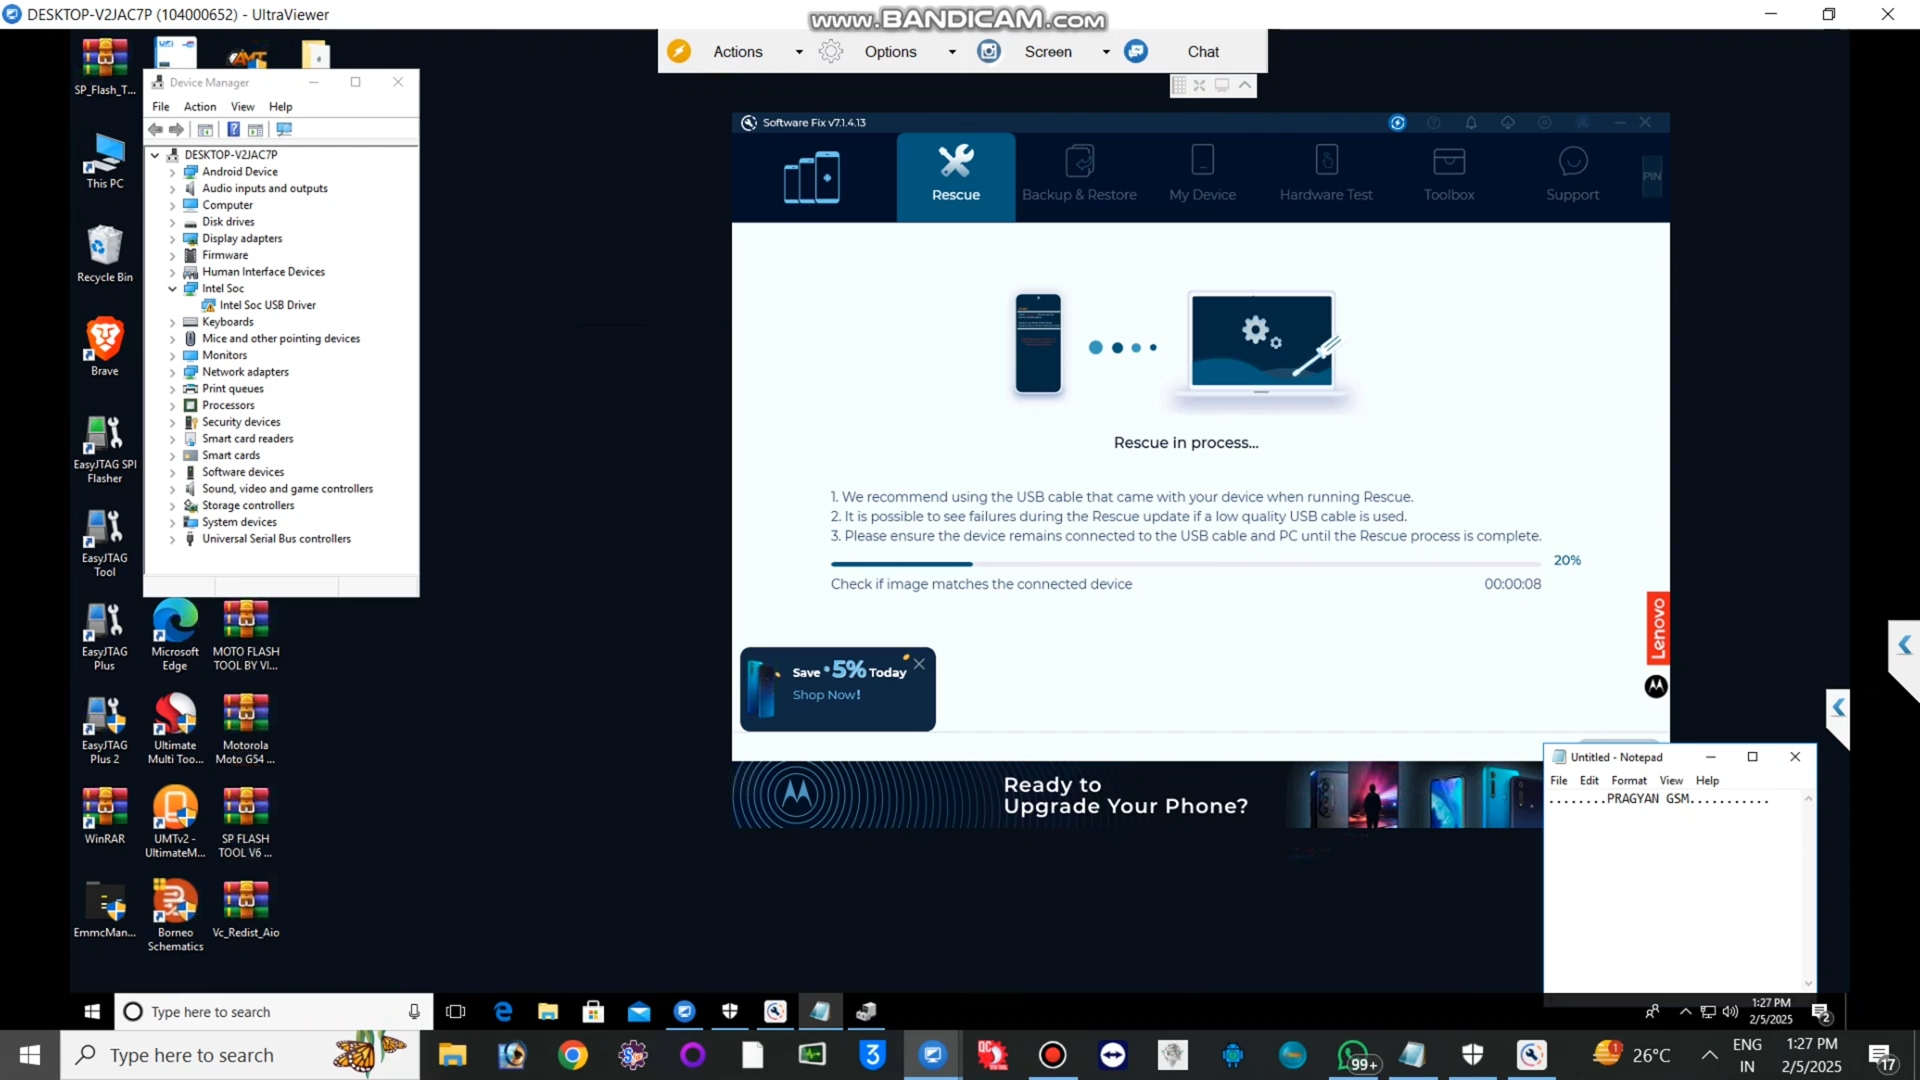 DESKTOP-V2JAC7P (104000652) - UltraViewer
www.BANDICAM.com
Actions
Options
Screen
Chat
SP_Flash_T...
This PC
Recycle Bin
Brave
EasyJTAG SPI
Flasher
EasyJTAG
Tool
EasyJTAG
Plus
Microsoft
Edge
MOTO FLASH
TOOL BY VI...
EasyJTAG
Plus 2
Ultimate
Multi Too...
Motorola
Moto G54 ...
WinRAR
UMTv2 -
UltimateM...
SP FLASH
TOOL V6 ...
EmmcMan...
Borneo
Schematics
Vc_Redist_Aio
Device Manager
File
Action
View
Help
DESKTOP-V2JAC7P
Android Device
Audio inputs and outputs
Computer
Disk drives
Display adapters
Firmware
Human Interface Devices
Intel Soc
Intel Soc USB Driver
Keyboards
Mice and other pointing devices
Monitors
Network adapters
Print queues
Processors
Security devices
Smart card readers
Smart cards
Software devices
Sound, video and game controllers
Storage controllers
System devices
Universal Serial Bus controllers
Software Fix v7.1.4.13
Rescue
Backup & Restore
My Device
Hardware Test
Toolbox
Support
PIN
Rescue in process...
1. We recommend using the USB cable that came with your device when running Rescue.
2. It is possible to see failures during the Rescue update if a low quality USB cable is used.
3. Please ensure the device remains connected to the USB cable and PC until the Rescue process is complete.
20%
Check if image matches the connected device
00:00:08
Lenovo
Save 5% Today
Shop Now!
Ready to
Upgrade Your Phone?
Untitled - Notepad
File
Edit
Format
View
Help
........PRAGYAN GSM...........
Type here to search
1:27 PM
2/5/2025
2
Type here to search
99+
1
26°C
ENG
IN
1:27 PM
2/5/2025
17